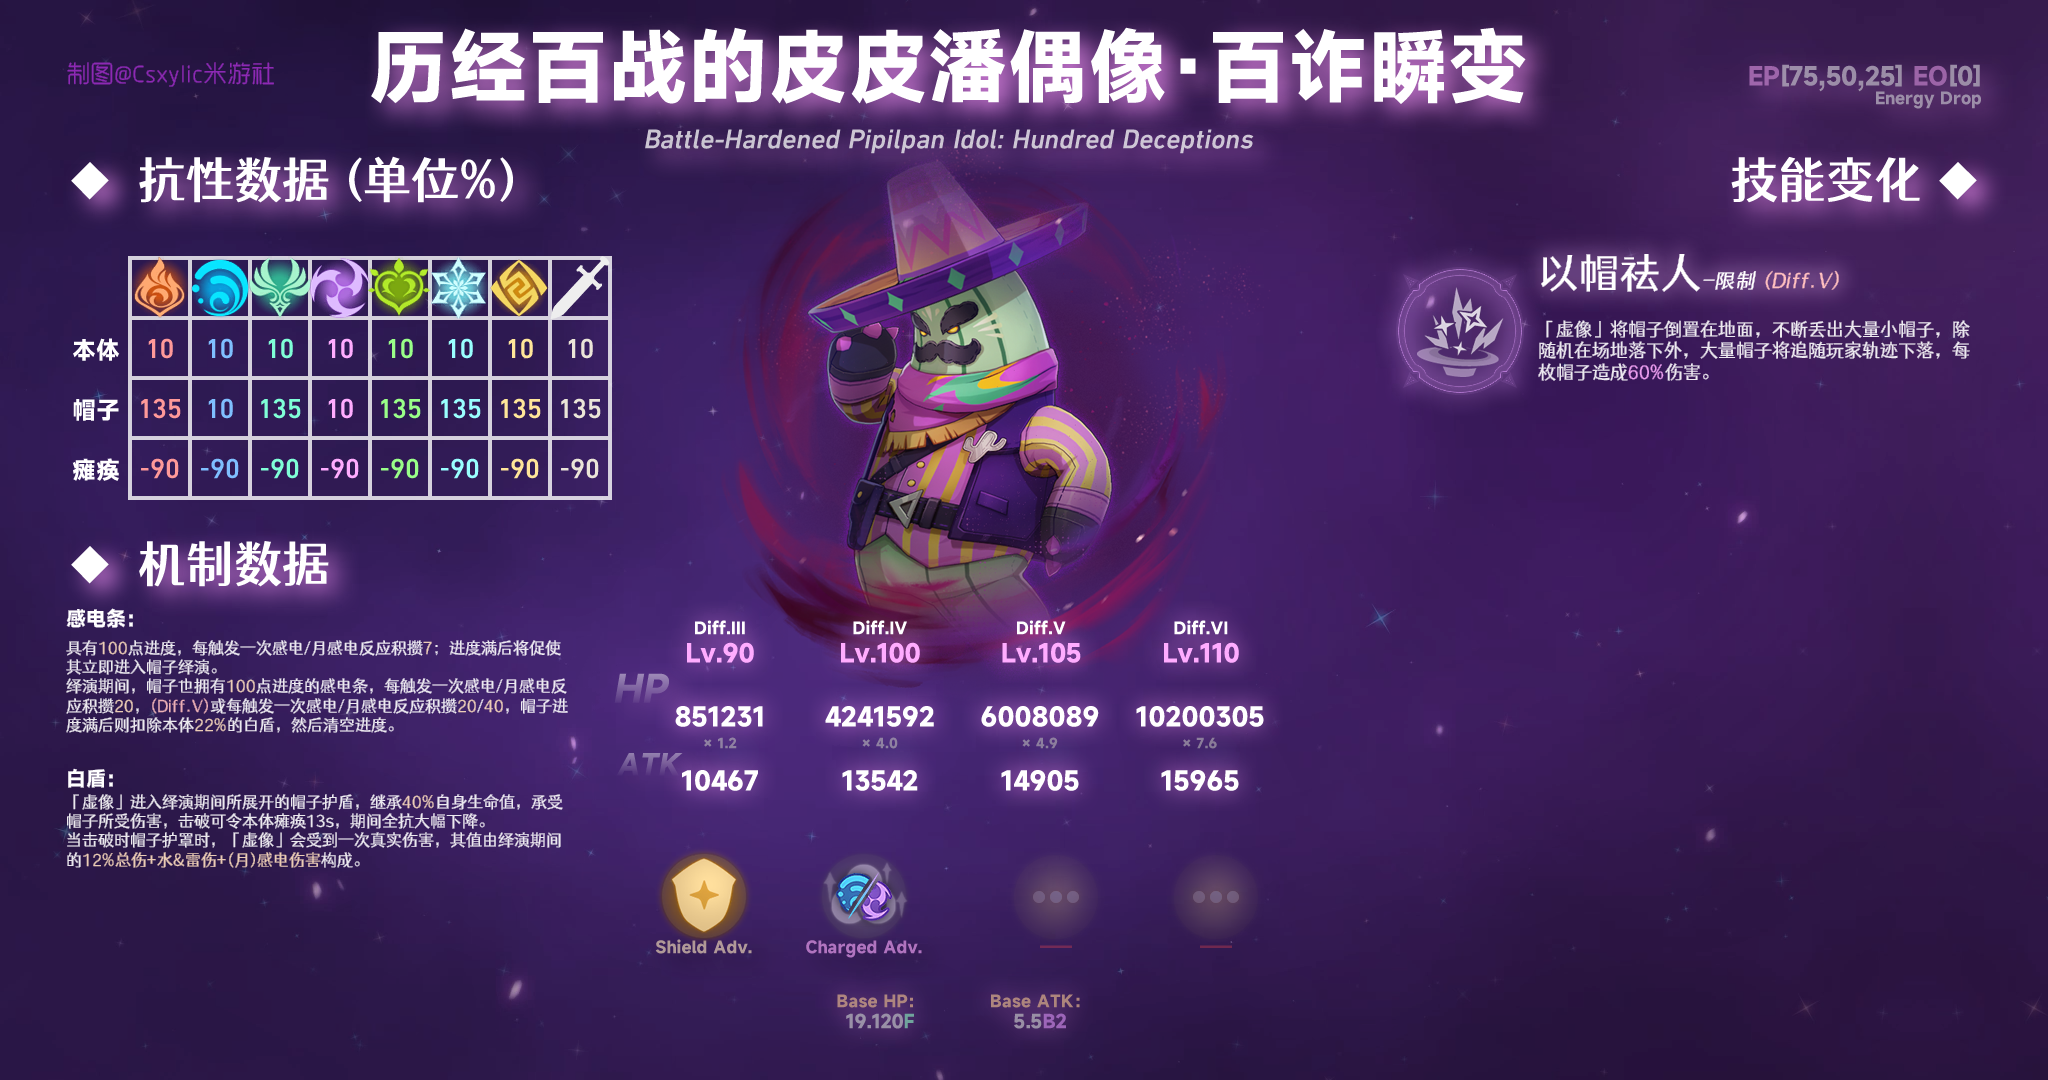 制图@Csxylic米游社
历经百战的皮皮潘偶像·百诈瞬变
Battle-Hardened Pipilpan Idol: Hundred Deceptions
EP[75,50,25] EO[0]
Energy Drop
抗性数据 (单位%)
本体 10 10 10 10 10 10 10 10
帽子 135 10 135 10 135 135 135 135
瘫痪 -90 -90 -90 -90 -90 -90 -90 -90
机制数据
感电条:
具有100点进度，每触发一次感电/月感电反应积攒7；进度满后将促使
其立即进入帽子绎演。
绎演期间，帽子也拥有100点进度的感电条，每触发一次感电/月感电反
应积攒20，(Diff.V)或每触发一次感电/月感电反应积攒20/40，帽子进
度满后则扣除本体22%的白盾，然后清空进度。
白盾:
「虚像」进入绎演期间所展开的帽子护盾，继承40%自身生命值，承受
帽子所受伤害，击破可令本体瘫痪13s，期间全抗大幅下降。
当击破时帽子护罩时，「虚像」会受到一次真实伤害，其值由绎演期间
的12%总伤+水&雷伤+(月)感电伤害构成。
Diff.III Diff.IV Diff.V Diff.VI
Lv.90 Lv.100 Lv.105 Lv.110
HP
851231 4241592 6008089 10200305
× 1.2 × 4.0 × 4.9 × 7.6
ATK
10467 13542 14905 15965
Shield Adv. Charged Adv.
Base HP: Base ATK:
19.120F 5.5B2
技能变化
以帽祛人-限制 (Diff.V)
「虚像」将帽子倒置在地面，不断丢出大量小帽子，除
随机在场地落下外，大量帽子将追随玩家轨迹下落，每
枚帽子造成60%伤害。